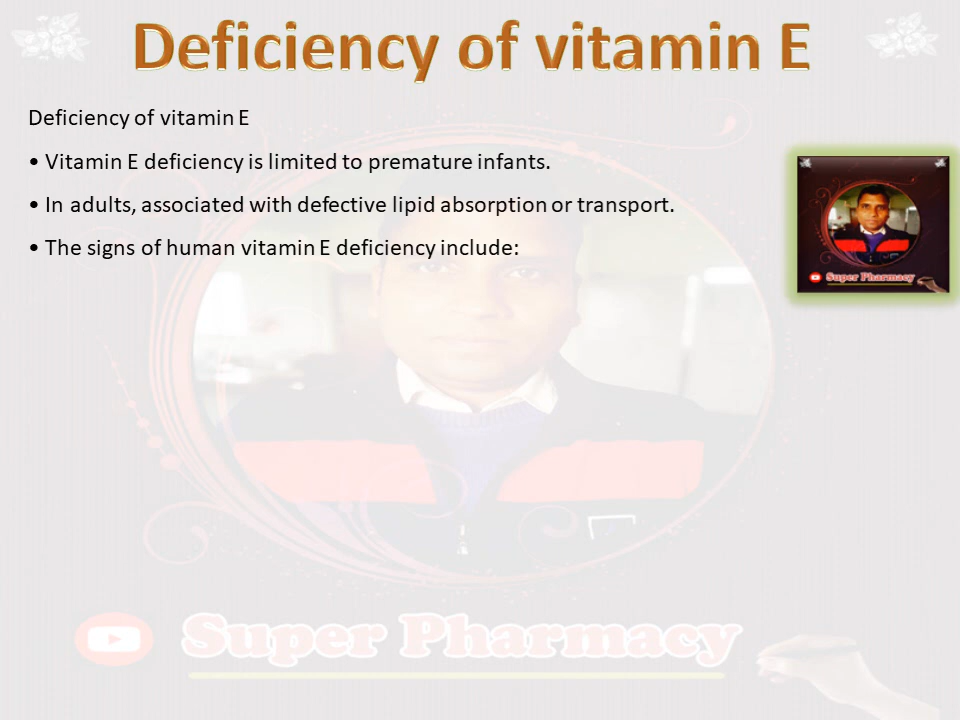 Deficiency of vitamin E
Deficiency of vitamin E
• Vitamin E deficiency is limited to premature infants.
• In adults, associated with defective lipid absorption or transport.
• The signs of human vitamin E deficiency include:
Super Pharmacy
Super Pharmacy